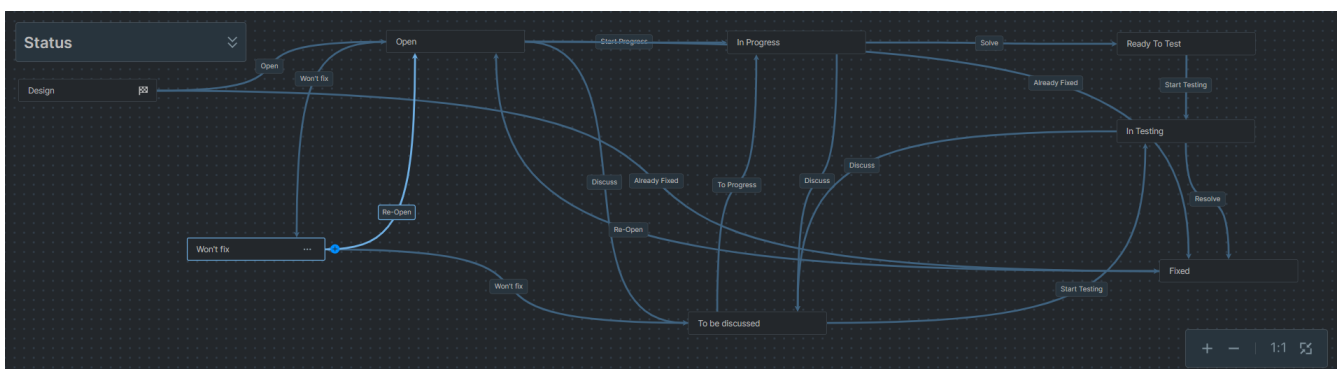 Status
Open
Start Progress
In Progress
Solve
Ready To Test
Open
Won't fix
Design
Already Fixed
Start Testing
In Testing
Discuss
Discuss
Already Fixed
To Progress
Discuss
Resolve
Re-Open
Re-Open
Won't fix
...
Fixed
Won't fix
Start Testing
To be discussed
1:1